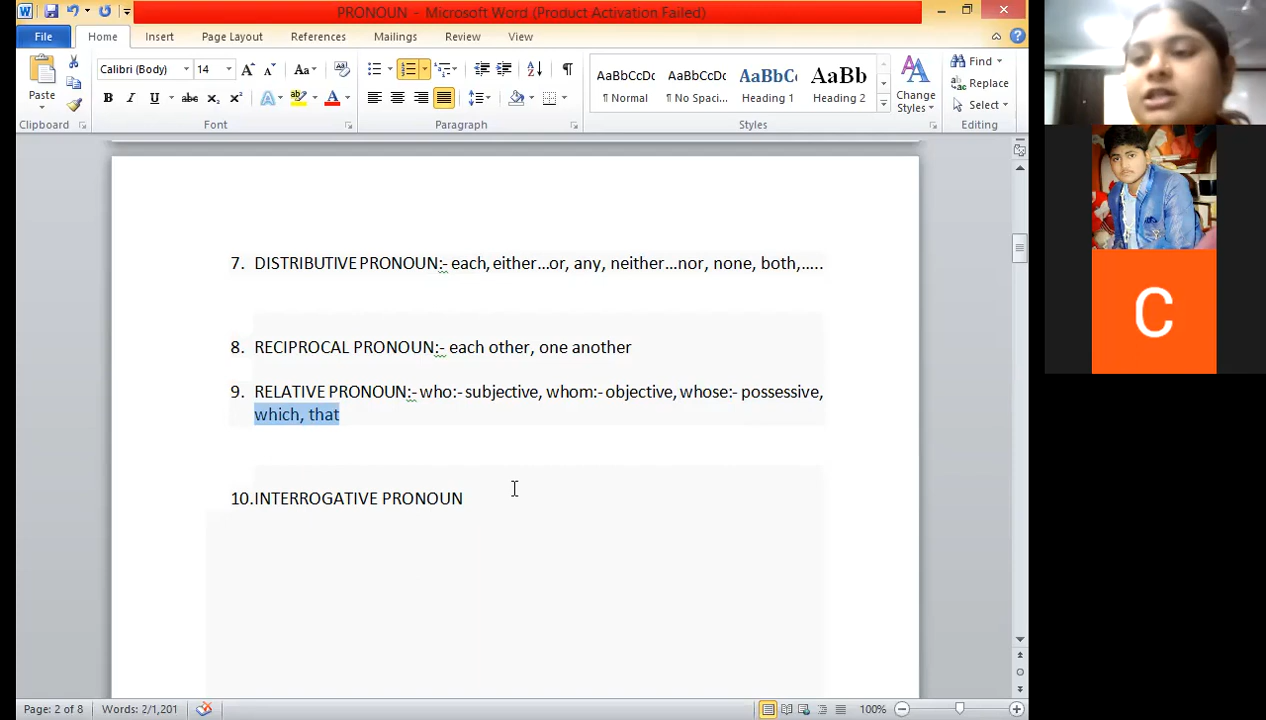 PRONOUN - Microsoft Word (Product Activation Failed)
File Home Insert Page Layout References Mailings Review View
Calibri (Body) 14
Paste
Clipboard
Font
Paragraph
AaBbCcDc AaBbCcDc AaBbCc AaBb
¶ Normal ¶ No Spaci... Heading 1 Heading 2
Change
Styles
Styles
Find
Replace
Select
Editing
7. DISTRIBUTIVE PRONOUN:- each, either...or, any, neither...nor, none, both,.....
8. RECIPROCAL PRONOUN:- each other, one another
9. RELATIVE PRONOUN:- who:- subjective, whom:- objective, whose:- possessive,
which, that
10.INTERROGATIVE PRONOUN
C
Page: 2 of 8 Words: 2/1,201 100%